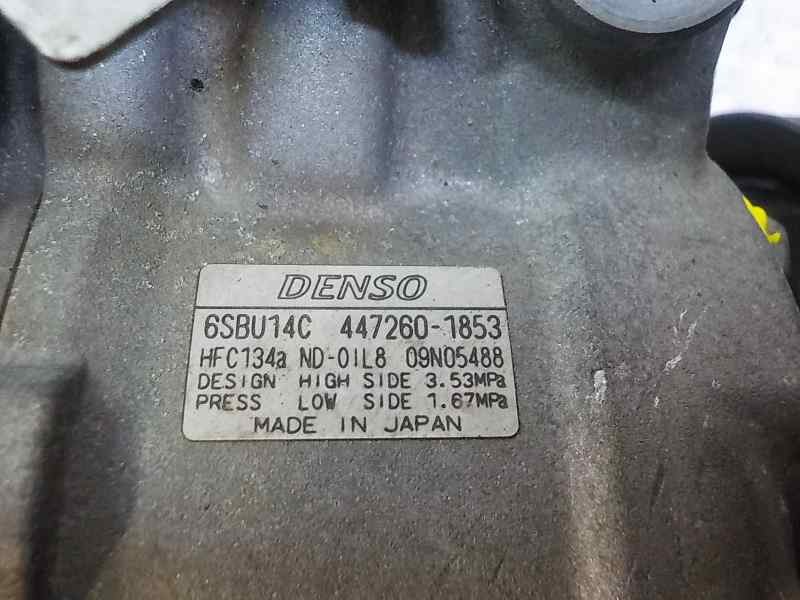 DENSO
6SBU14C 447260-1853
HFC134a ND-OIL8 09N05488
DESIGN HIGH SIDE 3.53MPa
PRESS LOW SIDE 1.67MPa
MADE IN JAPAN